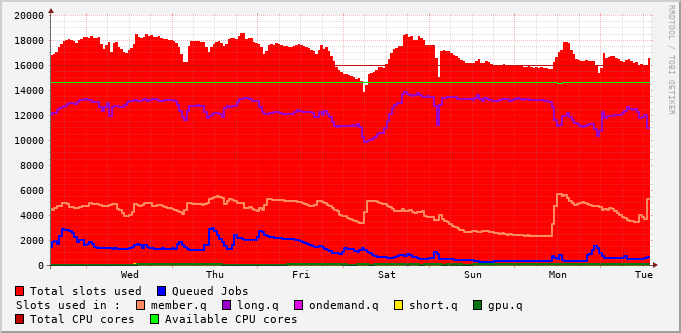 20000
18000
16000
14000
12000
10000
8000
6000
4000
2000
0
Wed Thu Fri Sat Sun Mon Tue
RRDTOOL / TOBI OETIKER
Total slots used Queued Jobs
Slots used in : member.q long.q ondemand.q short.q gpu.q
Total CPU cores Available CPU cores